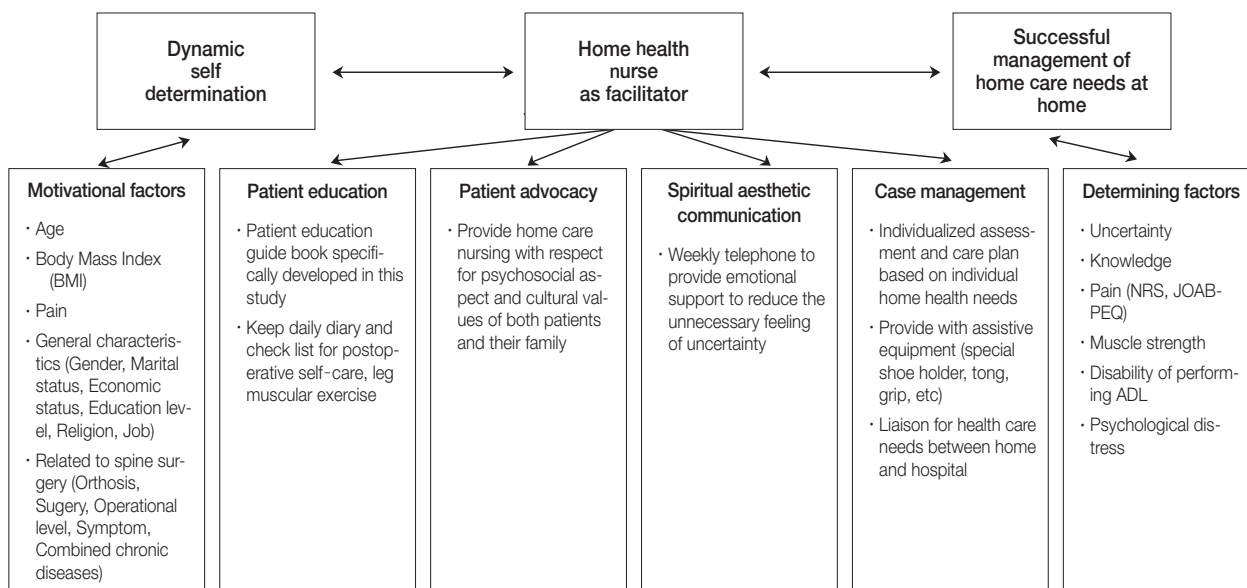 Dynamic
self
determination
Home health
nurse
as facilitator
Successful
management of
home care needs at
home
Motivational factors
· Age
· Body Mass Index
(BMI)
· Pain
· General characteris-
tics (Gender, Marital
status, Economic
status, Education lev-
el, Religion, Job)
· Related to spine sur-
gery (Orthosis,
Sugery, Operational
level, Symptom,
Combined chronic
diseases)
Patient education
· Patient education
guide book specifi-
cally developed in this
study
· Keep daily diary and
check list for postop-
erative self-care, leg
muscular exercise
Patient advocacy
· Provide home care
nursing with respect
for psychosocial as-
pect and cultural val-
ues of both patients
and their family
Spiritual aesthetic
communication
· Weekly telephone to
provide emotional
support to reduce the
unnecessary feeling
of uncertainty
Case management
· Individualized assess-
ment and care plan
based on individual
home health needs
· Provide with assistive
equipment (special
shoe holder, tong,
grip, etc)
· Liaison for health care
needs between home
and hospital
Determining factors
· Uncertainty
· Knowledge
· Pain (NRS, JOAB-
PEQ)
· Muscle strength
· Disability of perform-
ing ADL
· Psychological dis-
tress